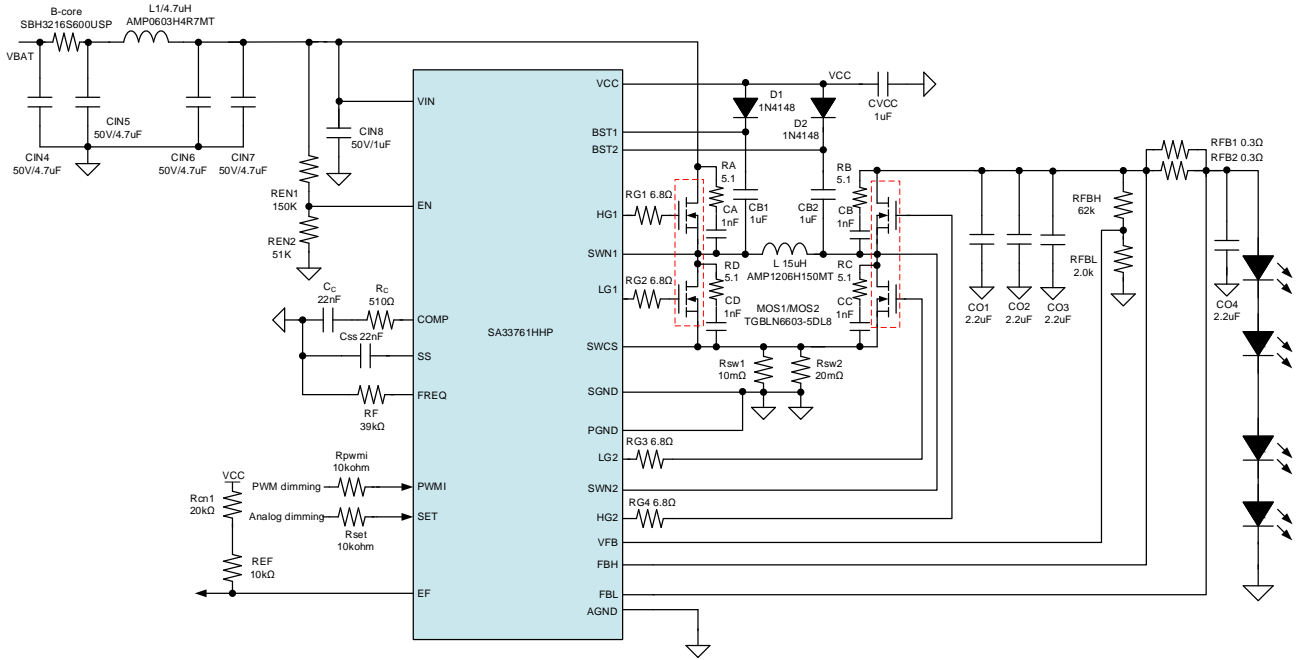 B-core
SBH3216S600USP
L1/4.7uH
AMP0603H4R7MT
VBAT
CIN4
50V/4.7uF
CIN5
50V/4.7uF
CIN6
50V/4.7uF
CIN7
50V/4.7uF
CIN8
50V/1uF
REN1
150K
REN2
51K
CC
22nF
RC
510Ω
Css 22nF
RF
39kΩ
Rpwmi
10kohm
PWM dimming
Analog dimming
Rset
10kohm
VCC
Rcn1
20kΩ
REF
10kΩ
VIN
EN
COMP
SS
FREQ
PWMI
SET
EF
SA33761HHP
VCC
BST1
BST2
HG1
SWN1
LG1
SWCS
SGND
PGND
LG2
SWN2
HG2
VFB
FBH
FBL
AGND
VCC
D1
1N4148
D2
1N4148
CVCC
1uF
RG1 6.8Ω
RG2 6.8Ω
RG3 6.8Ω
RG4 6.8Ω
RA
5.1
CA
1nF
CB1
1uF
CB2
1uF
RB
5.1
CB
1nF
L 15uH
AMP1206H150MT
RD
5.1
CD
1nF
RC
5.1
CC
1nF
MOS1/MOS2
TGBLN6603-5DL8
Rsw1
10mΩ
Rsw2
20mΩ
RFB1 0.3Ω
RFB2 0.3Ω
RFBH
62k
RFBL
2.0k
CO1
2.2uF
CO2
2.2uF
CO3
2.2uF
CO4
2.2uF